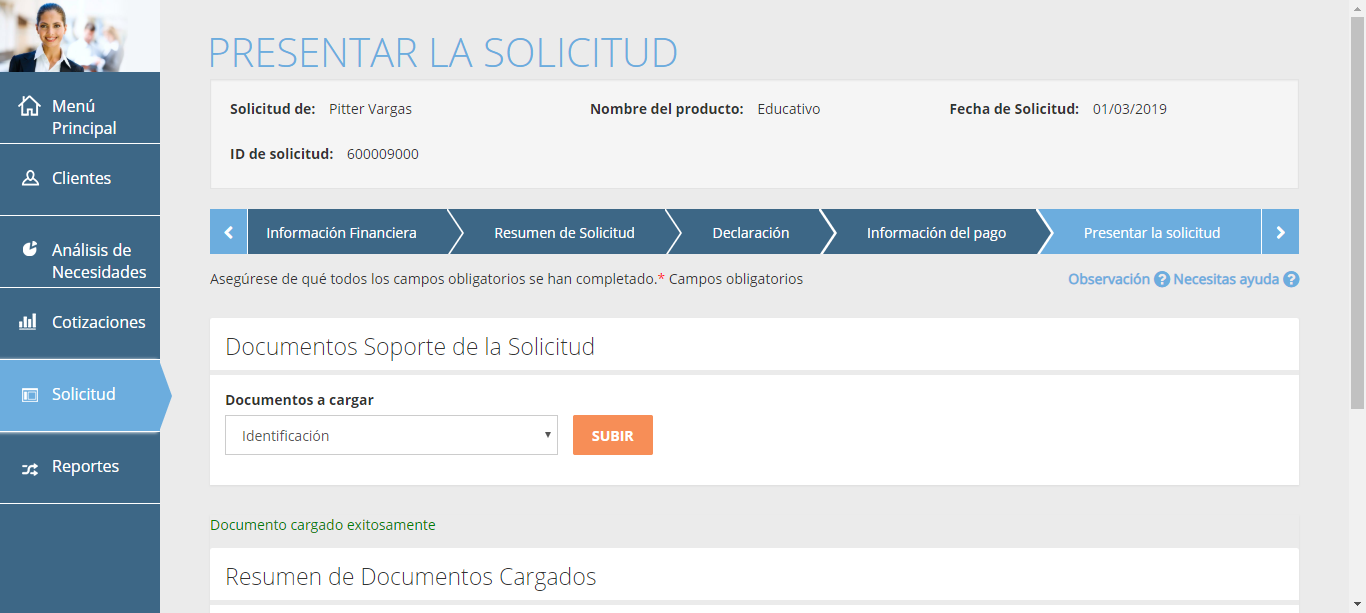 PRESENTAR LA SOLICITUD
Solicitud de: Pitter Vargas Nombre del producto: Educativo Fecha de Solicitud: 01/03/2019
ID de solicitud: 600009000
Menú
Principal
Clientes
Análisis de
Necesidades
Cotizaciones
Solicitud
Reportes
Información Financiera Resumen de Solicitud Declaración Información del pago Presentar la solicitud
Asegúrese de qué todos los campos obligatorios se han completado.* Campos obligatorios Observación ? Necesitas ayuda ?
Documentos Soporte de la Solicitud
Documentos a cargar
Identificación SUBIR
Documento cargado exitosamente
Resumen de Documentos Cargados